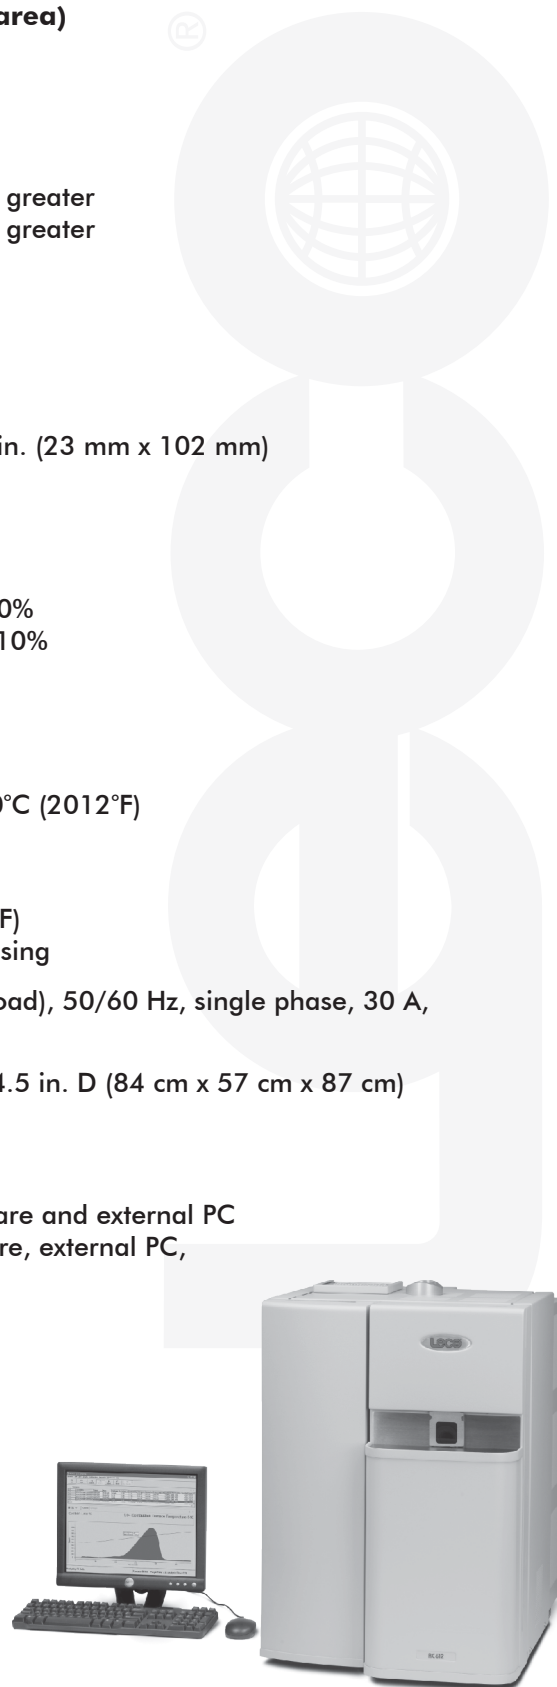 area)
®
greater
greater
in. (23 mm x 102 mm)
0%
10%
0°C (2012°F)
F)
sing
oad), 50/60 Hz, single phase, 30 A,
4.5 in. D (84 cm x 57 cm x 87 cm)
are and external PC
re, external PC,
LECO